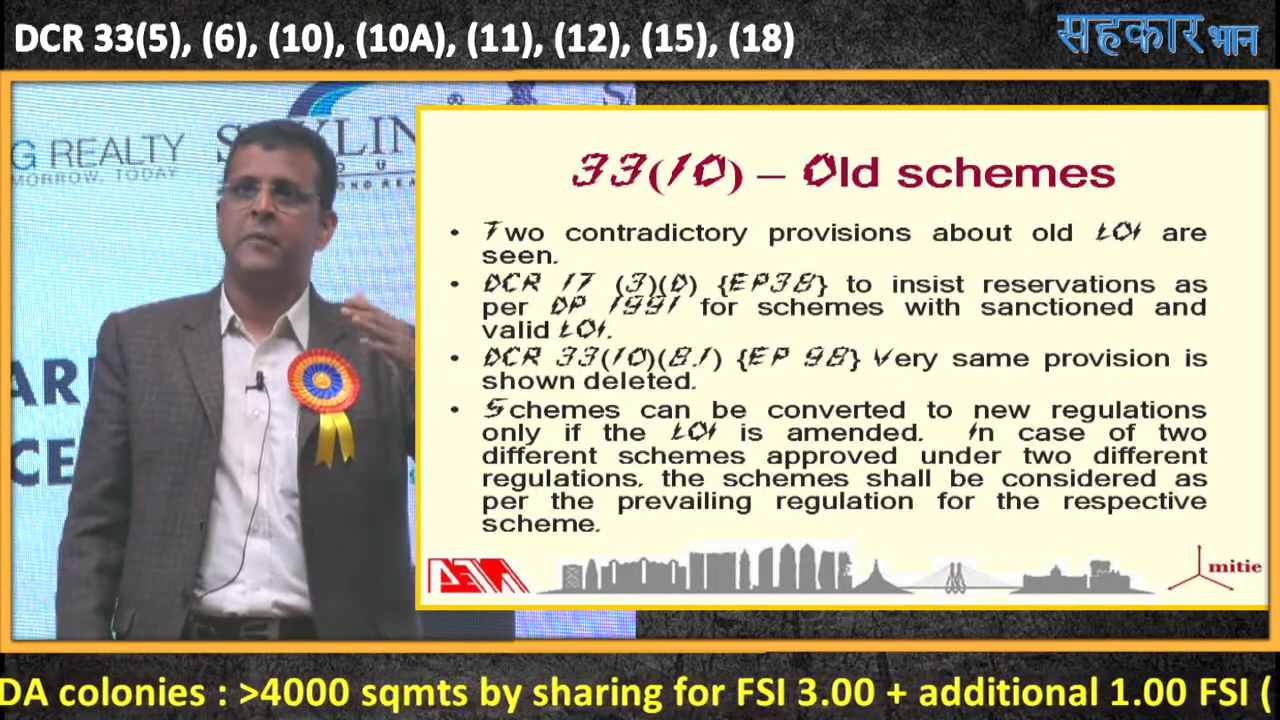 DCR 33(5), (6), (10), (10A), (11), (12), (15), (18)
सहकार भान
G REALTY
OMORROW. TODAY
33(10) – Old schemes
• Two contradictory provisions about old LOI are
seen.
• DCR 17 (3)(D) {EP38} to insist reservations as
per DP 1991 for schemes with sanctioned and
valid LOI.
• DCR 33(10)(8.1) {EP 98} Very same provision is
shown deleted.
• Schemes can be converted to new regulations
only if the LOI is amended. In case of two
different schemes approved under two different
regulations. the schemes shall be considered as
per the prevailing regulation for the respective
scheme.
mitie
DA colonies : >4000 sqmts by sharing for FSI 3.00 + additional 1.00 FSI (